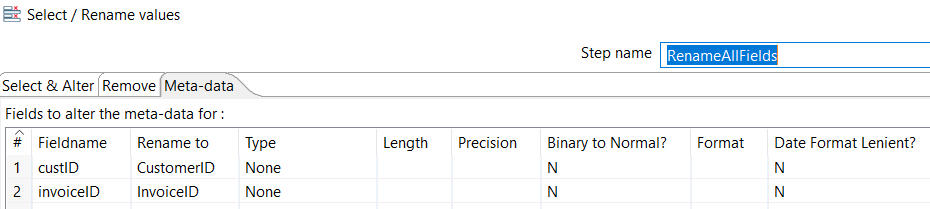 Select / Rename values
Step name RenameAllFields
Select & Alter Remove Meta-data
Fields to alter the meta-data for :
# Fieldname Rename to Type Length Precision Binary to Normal? Format Date Format Lenient?
1 custID CustomerID None N N
2 invoiceID InvoiceID None N N